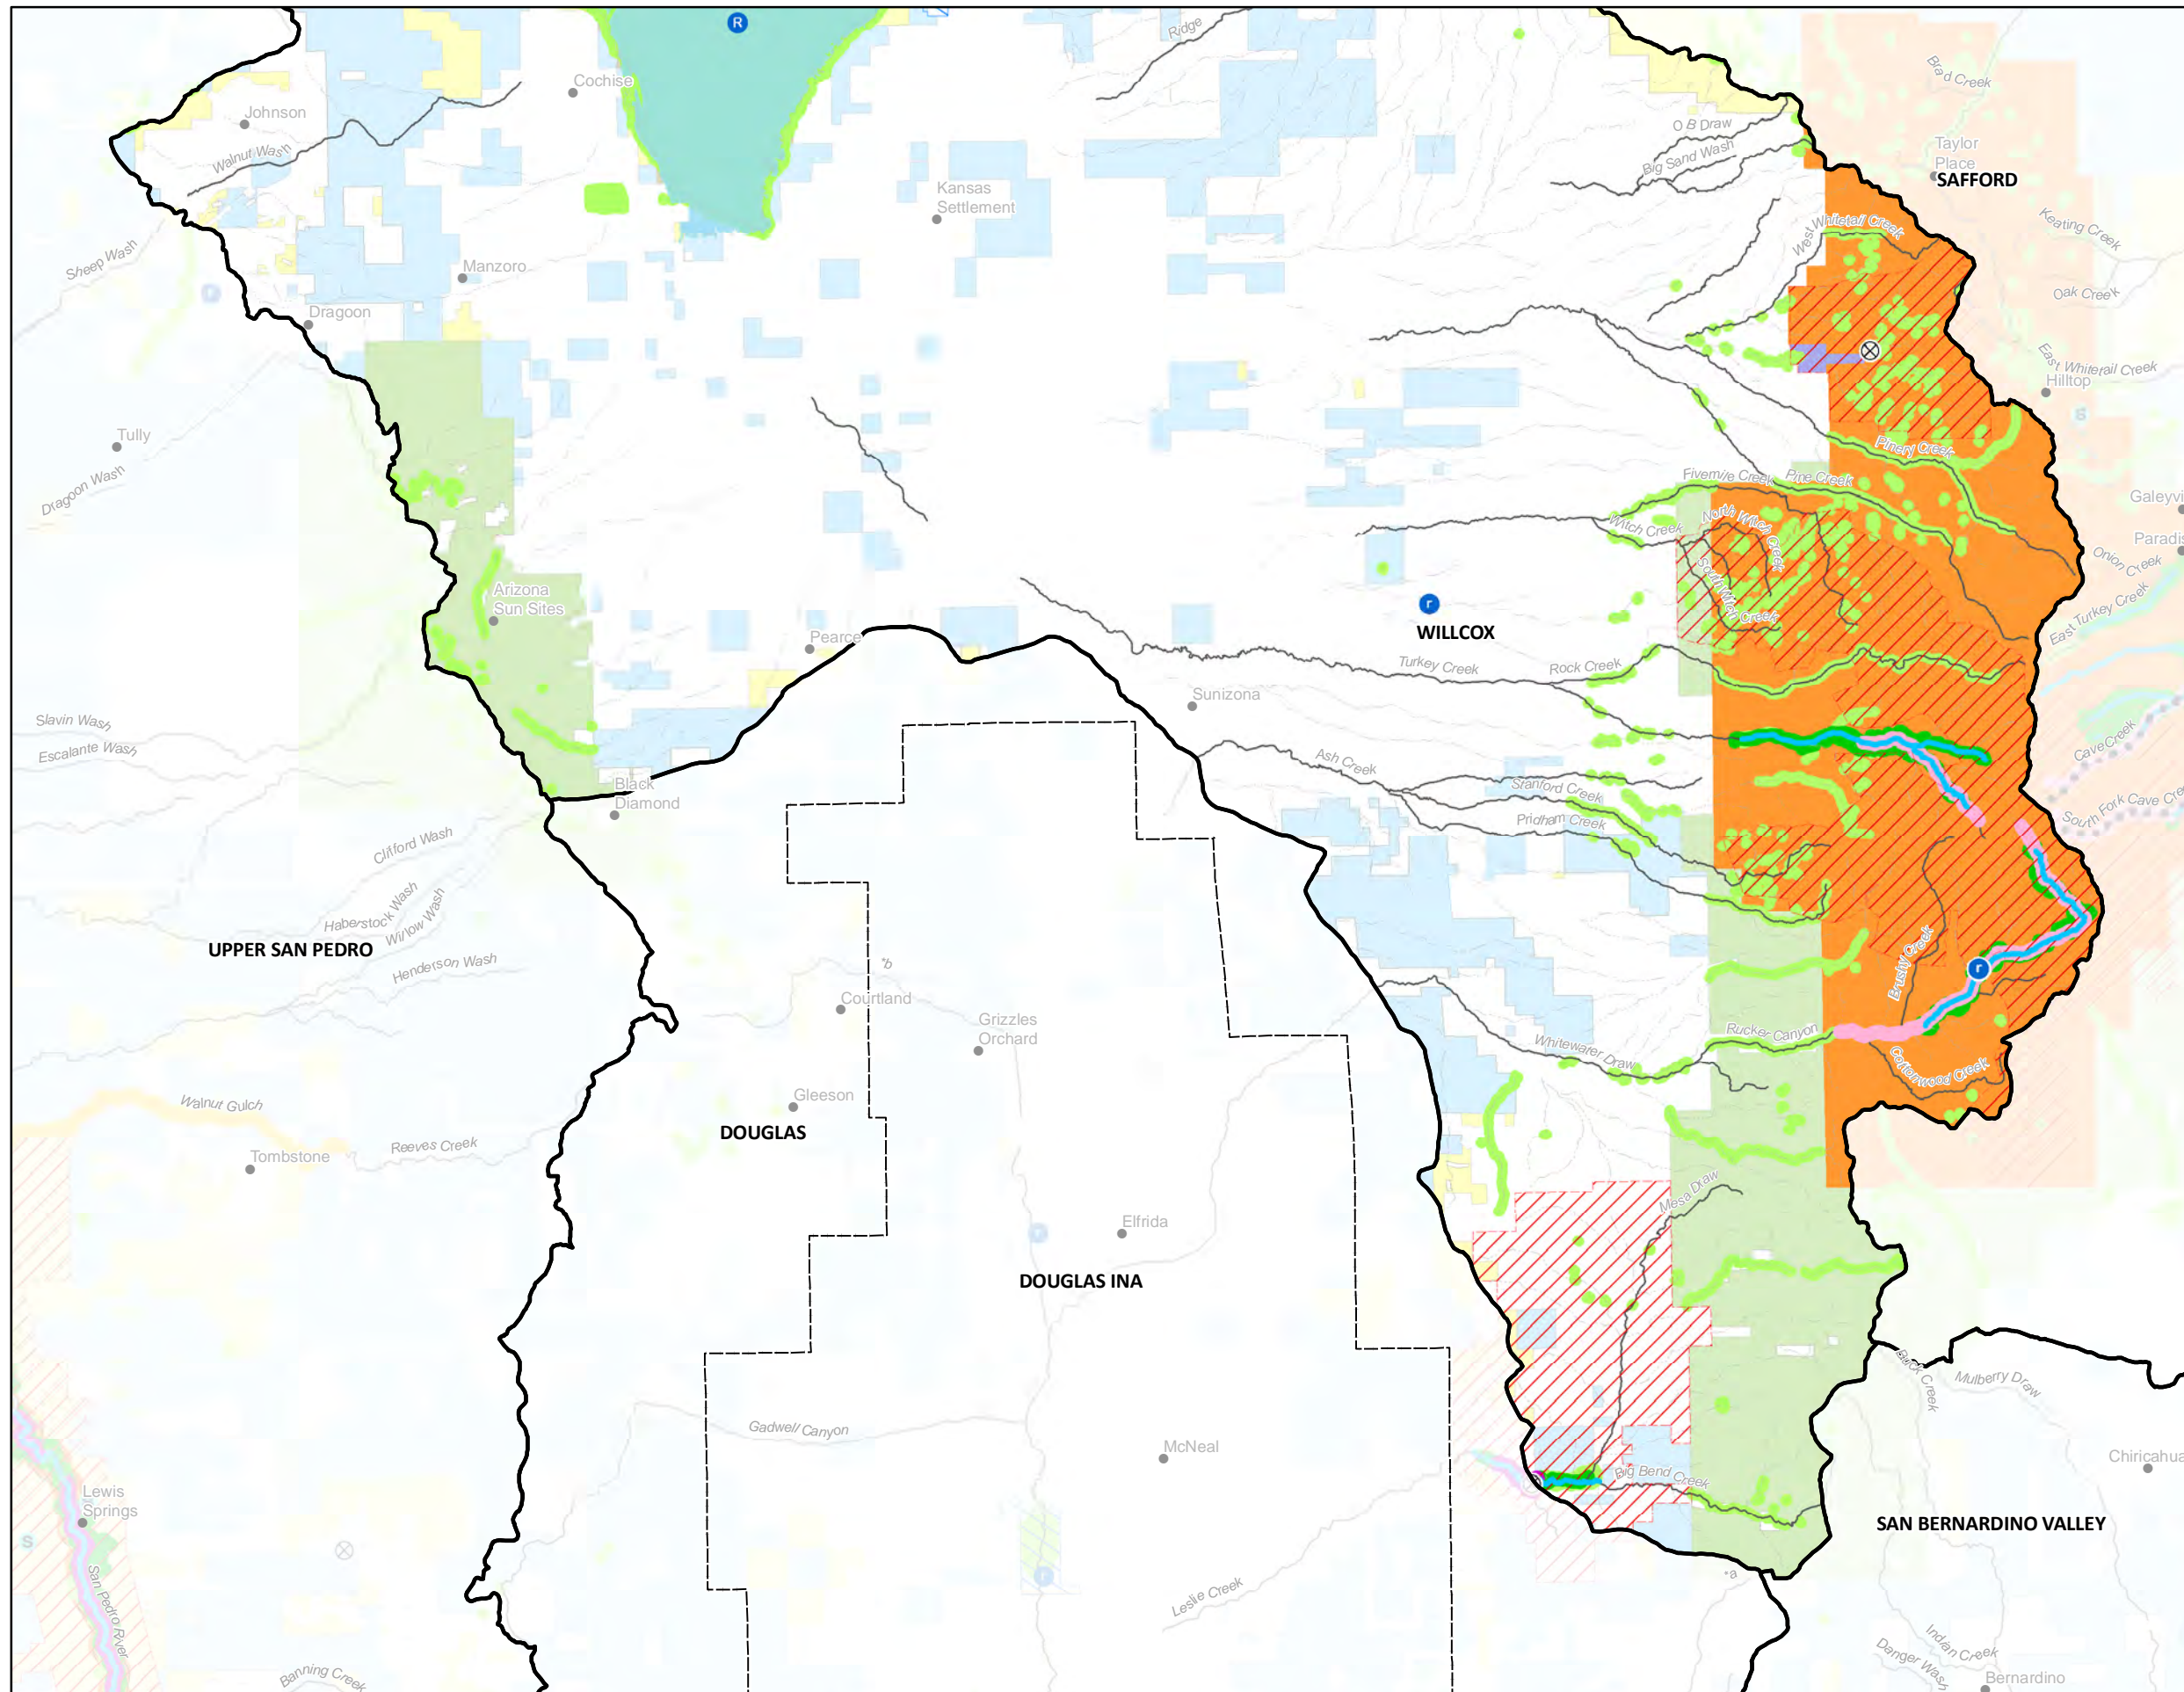 R
Ridge
Brad Creek
Cochise
Johnson
Walnut Wash
O B Draw
Big Sand Wash
Taylor
Place
SAFFORD
Kansas
Settlement
Whitetail Creek
West
Keating Creek
Sheep Wash
Manzoro
Oak Creek
Dragoon
East Whitetail Creek
Hilltop
Tully
Pinery Creek
Dragoon Wash
Fivemile Creek
Pine Creek
Galeyvi
Witch Creek
North Witch Creek
Paradis
Onion Creek
Arizona
Sun Sites
South Witch Creek
r
WILLCOX
East Turkey Creek
Pearce
Turkey Creek
Rock Creek
Sunizona
Slavin Wash
Escalante Wash
Cave Creek
Ash Creek
Black
Diamond
Stanford Creek
South Fork Cave Cre
Pridham Creek
Clifford Wash
Haberstock Wash
Willow Wash
UPPER SAN PEDRO
Henderson Wash
*b
Brushy Creek
r
Courtland
Grizzles
Orchard
Rucker Canyon
Whitewater Draw
Cottonwood Creek
Walnut Gulch
Gleeson
DOUGLAS
Reeves Creek
Tombstone
Mesa Draw
Elfrida
r
DOUGLAS INA
Buck Creek
Mulberry Draw
Gadwell Canyon
McNeal
Chiricahua
Big Bend Creek
Lewis
Springs
S
SAN BERNARDINO VALLEY
San Pedro River
r
*a
Leslie Creek
Indian Creek
Danger Wash
Banning Creek
Bernardino